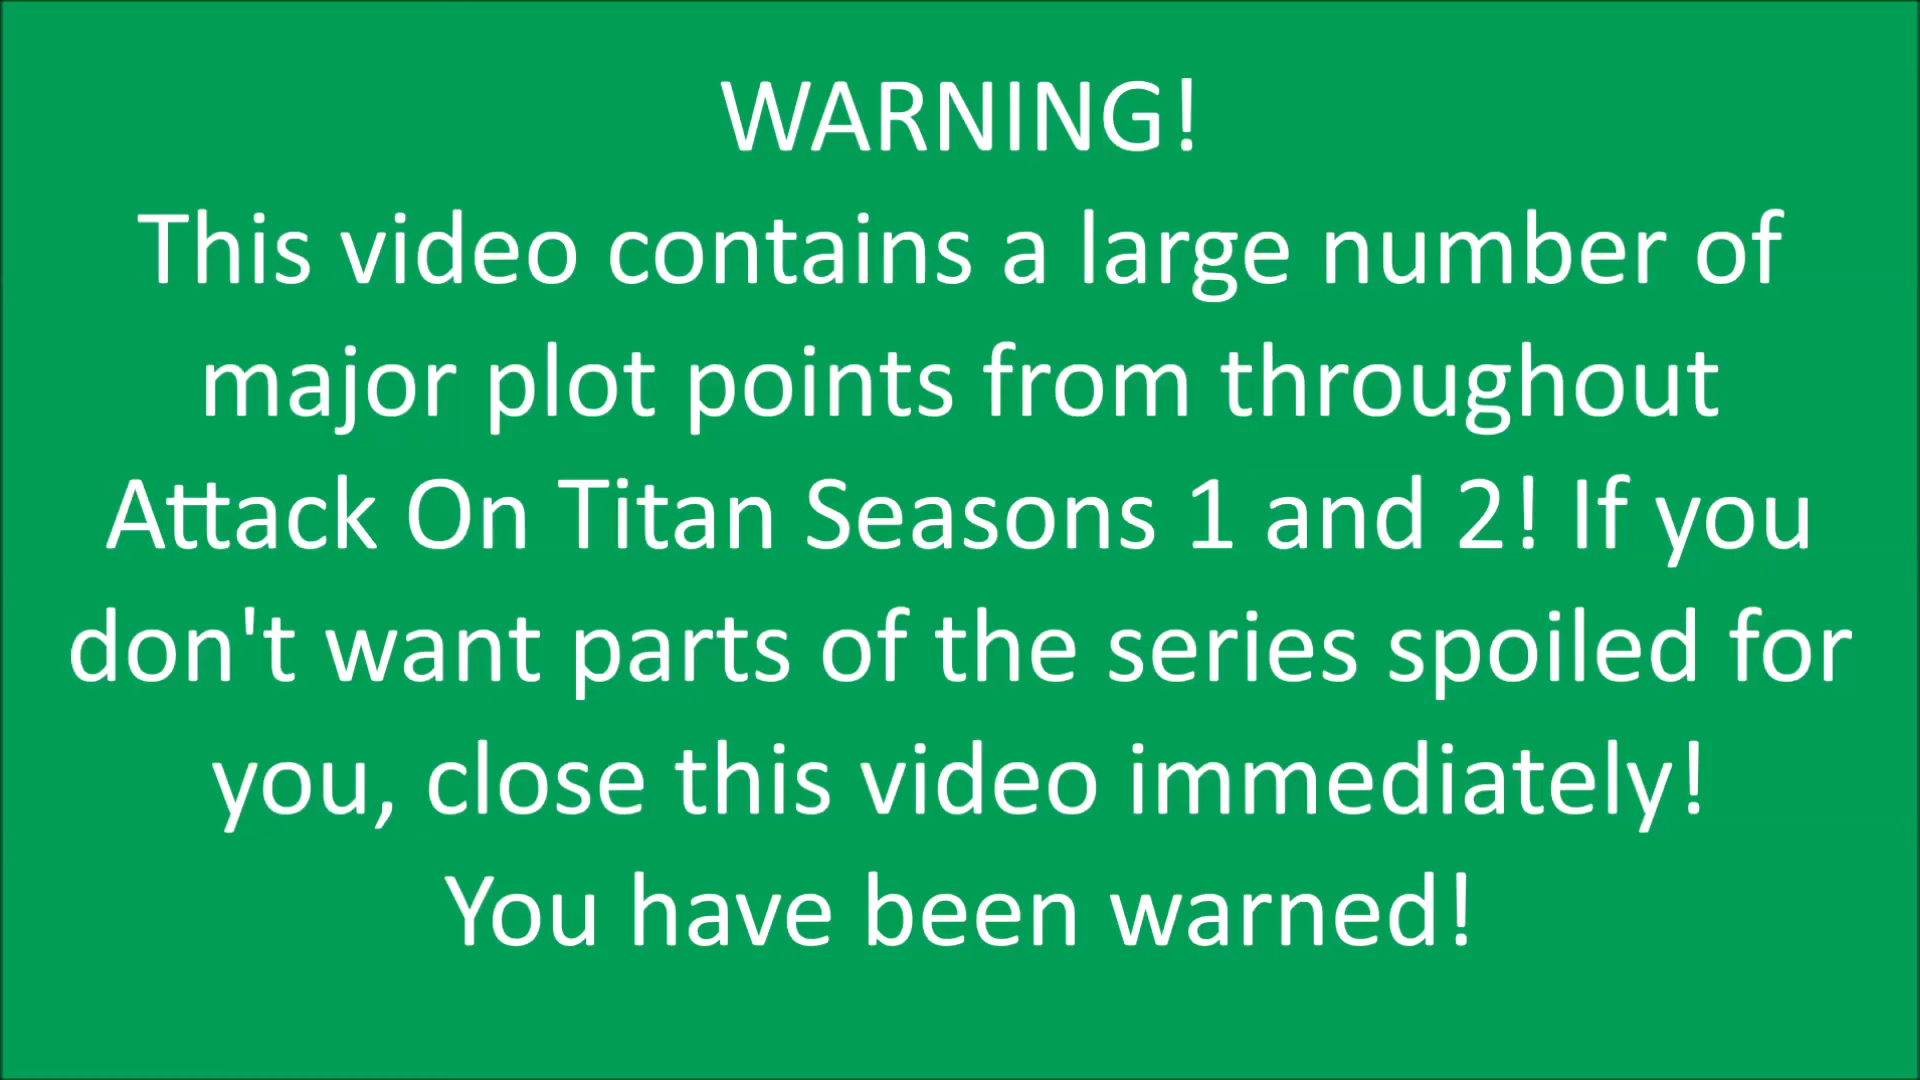 WARNING!
This video contains a large number of
major plot points from throughout
Attack On Titan Seasons 1 and 2! If you
don't want parts of the series spoiled for
you, close this video immediately!
You have been warned!